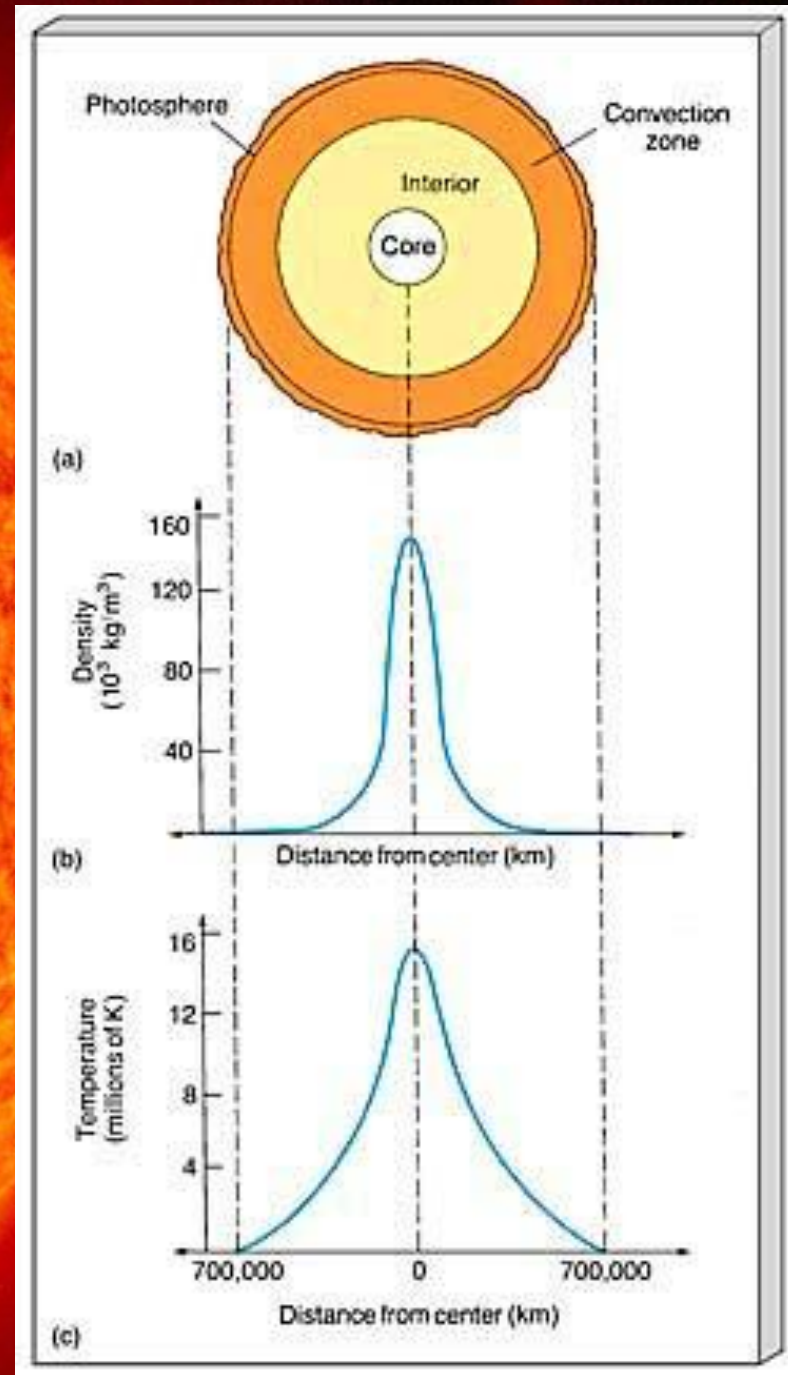 Photosphere
Convection
zone
Interior
Core
(a)
160
120
80
40
Density
(10³ kg/m³)
Distance from center (km)
(b)
16
12
8
4
Temperature
(millions of K)
700,000 0 700,000
Distance from center (km)
(c)